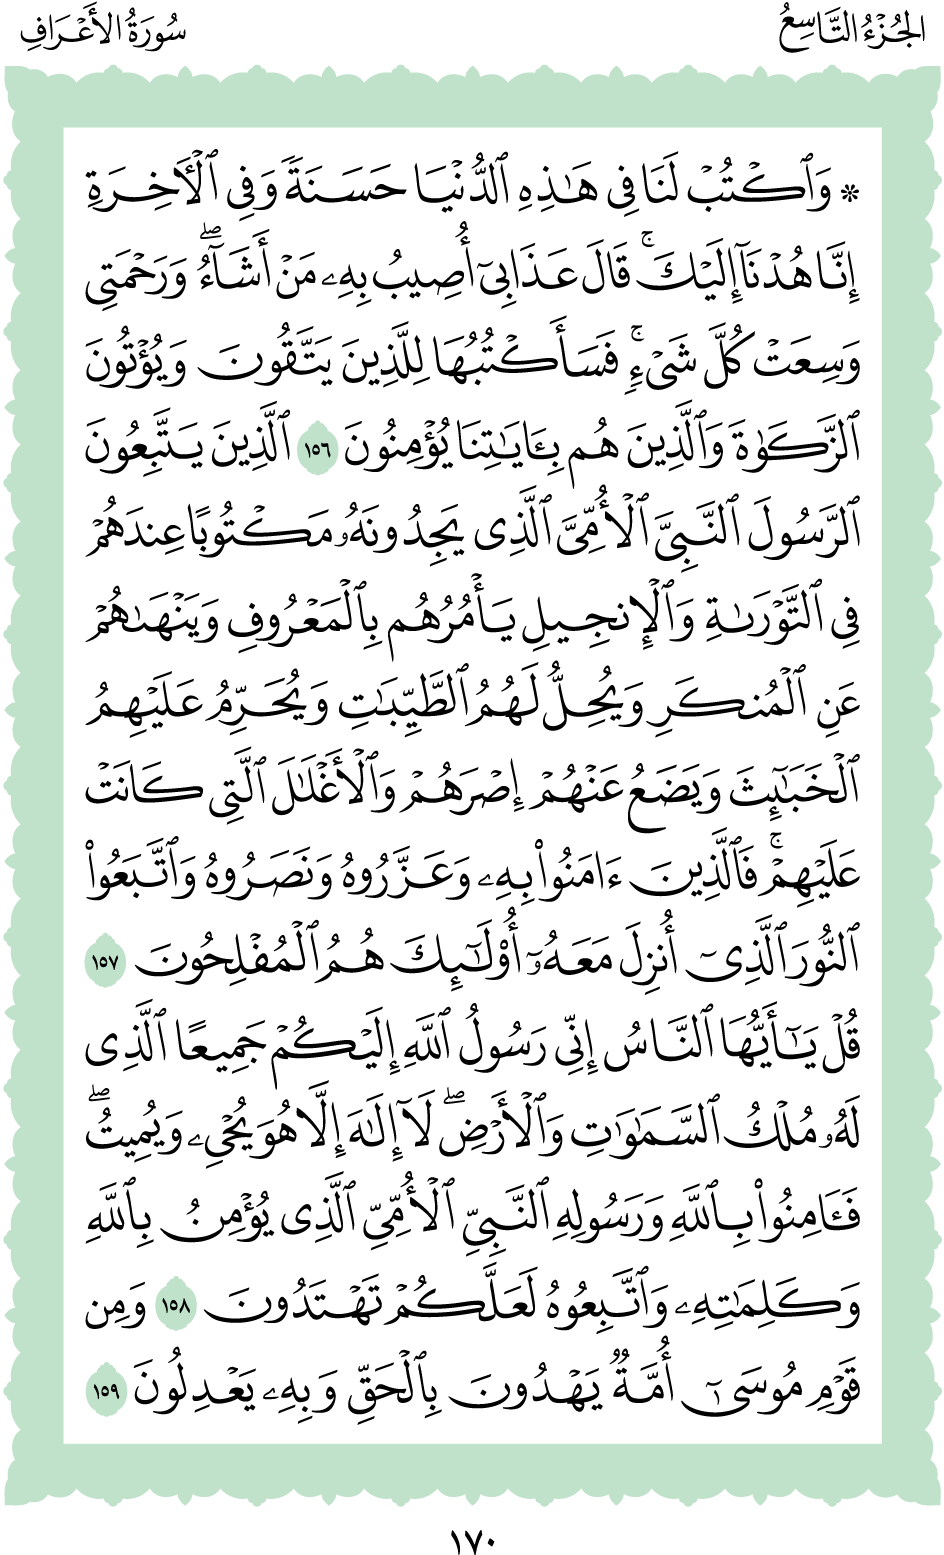 الجُزْءُ التَّاسِعُ
سُورَةُ الأَعْرَافِ
* وَٱكۡتُبۡ لَنَا فِي هَٰذِهِ ٱلدُّنۡيَا حَسَنَةٗ وَفِي ٱلۡأٓخِرَةِ
إِنَّا هُدۡنَآ إِلَيۡكَۚ قَالَ عَذَابِيٓ أُصِيبُ بِهِۦ مَنۡ أَشَآءُۖ وَرَحۡمَتِي
وَسِعَتۡ كُلَّ شَيۡءٖۚ فَسَأَكۡتُبُهَا لِلَّذِينَ يَتَّقُونَ وَيُؤۡتُونَ
ٱلزَّكَوٰةَ وَٱلَّذِينَ هُم بِـَٔايَٰتِنَا يُؤۡمِنُونَ ١٥٦ ٱلَّذِينَ يَتَّبِعُونَ
ٱلرَّسُولَ ٱلنَّبِيَّ ٱلۡأُمِّيَّ ٱلَّذِي يَجِدُونَهُۥ مَكۡتُوبًا عِندَهُمۡ
فِي ٱلتَّوۡرَىٰةِ وَٱلۡإِنجِيلِ يَأۡمُرُهُم بِٱلۡمَعۡرُوفِ وَيَنۡهَىٰهُمۡ
عَنِ ٱلۡمُنكَرِ وَيُحِلُّ لَهُمُ ٱلطَّيِّبَٰتِ وَيُحَرِّمُ عَلَيۡهِمُ
ٱلۡخَبَٰٓئِثَ وَيَضَعُ عَنۡهُمۡ إِصۡرَهُمۡ وَٱلۡأَغۡلَٰلَ ٱلَّتِي كَانَتۡ
عَلَيۡهِمۡۚ فَٱلَّذِينَ ءَامَنُواْ بِهِۦ وَعَزَّرُوهُ وَنَصَرُوهُ وَٱتَّبَعُواْ
ٱلنُّورَ ٱلَّذِيٓ أُنزِلَ مَعَهُۥٓ أُوْلَٰٓئِكَ هُمُ ٱلۡمُفۡلِحُونَ ١٥٧
قُلۡ يَٰٓأَيُّهَا ٱلنَّاسُ إِنِّي رَسُولُ ٱللَّهِ إِلَيۡكُمۡ جَمِيعًا ٱلَّذِي
لَهُۥ مُلۡكُ ٱلسَّمَٰوَٰتِ وَٱلۡأَرۡضِۖ لَآ إِلَٰهَ إِلَّا هُوَ يُحۡيِۦ وَيُمِيتُۖ
فَـَٔامِنُواْ بِٱللَّهِ وَرَسُولِهِ ٱلنَّبِيِّ ٱلۡأُمِّيِّ ٱلَّذِي يُؤۡمِنُ بِٱللَّهِ
وَكَلِمَٰتِهِۦ وَٱتَّبِعُوهُ لَعَلَّكُمۡ تَهۡتَدُونَ ١٥٨ وَمِن
قَوۡمِ مُوسَىٰٓ أُمَّةٞ يَهۡدُونَ بِٱلۡحَقِّ وَبِهِۦ يَعۡدِلُونَ ١٥٩
١٧٠